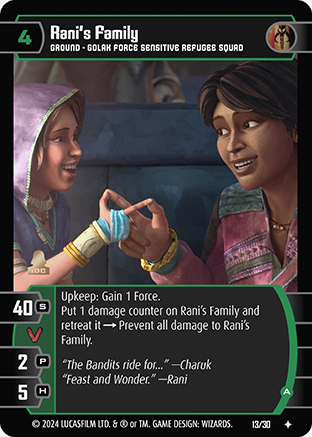 4
Rani's Family
GROUND - GOLAK FORCE SENSITIVE REFUGEE SQUAD
100
40 S
2 P
5 H
Upkeep: Gain 1 Force.
Put 1 damage counter on Rani's Family and
retreat it → Prevent all damage to Rani's
Family.
"The Bandits ride for..." —Charuk
"Feast and Wonder." —Rani
A
© 2024 LUCASFILM LTD. & ® or TM. GAME DESIGN: WIZARDS.
13/30